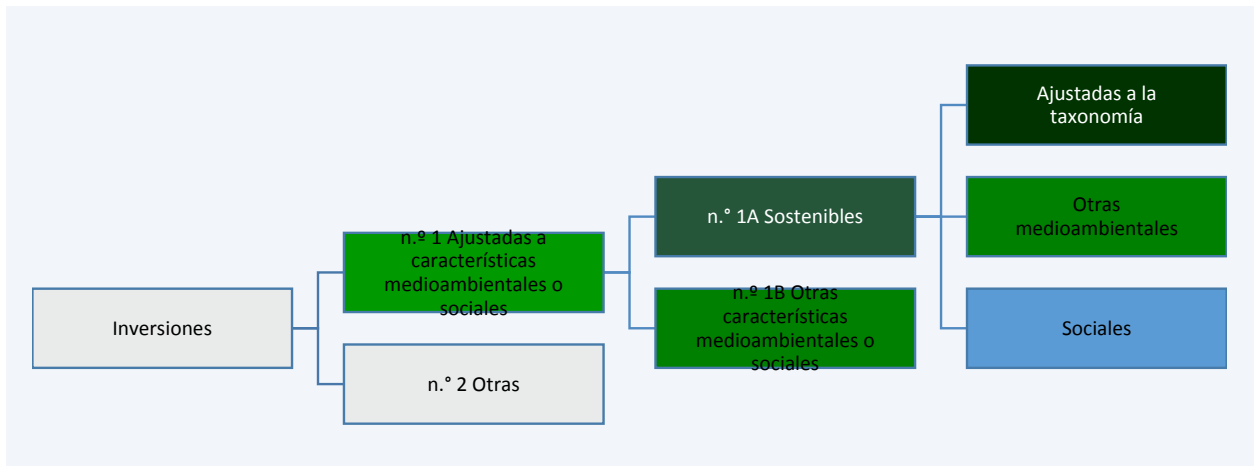 Inversiones
n.º 1 Ajustadas a
características
medioambientales o
sociales
n.° 2 Otras
n.° 1A Sostenibles
n.º 1B Otras
características
medioambientales o
sociales
Ajustadas a la
taxonomía
Otras
medioambientales
Sociales